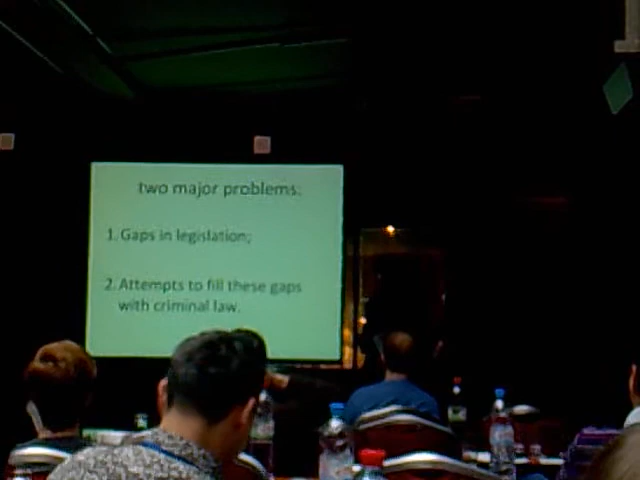 two major problems:
1. Gaps in legislation;
2. Attempts to fill these gaps
with criminal law.